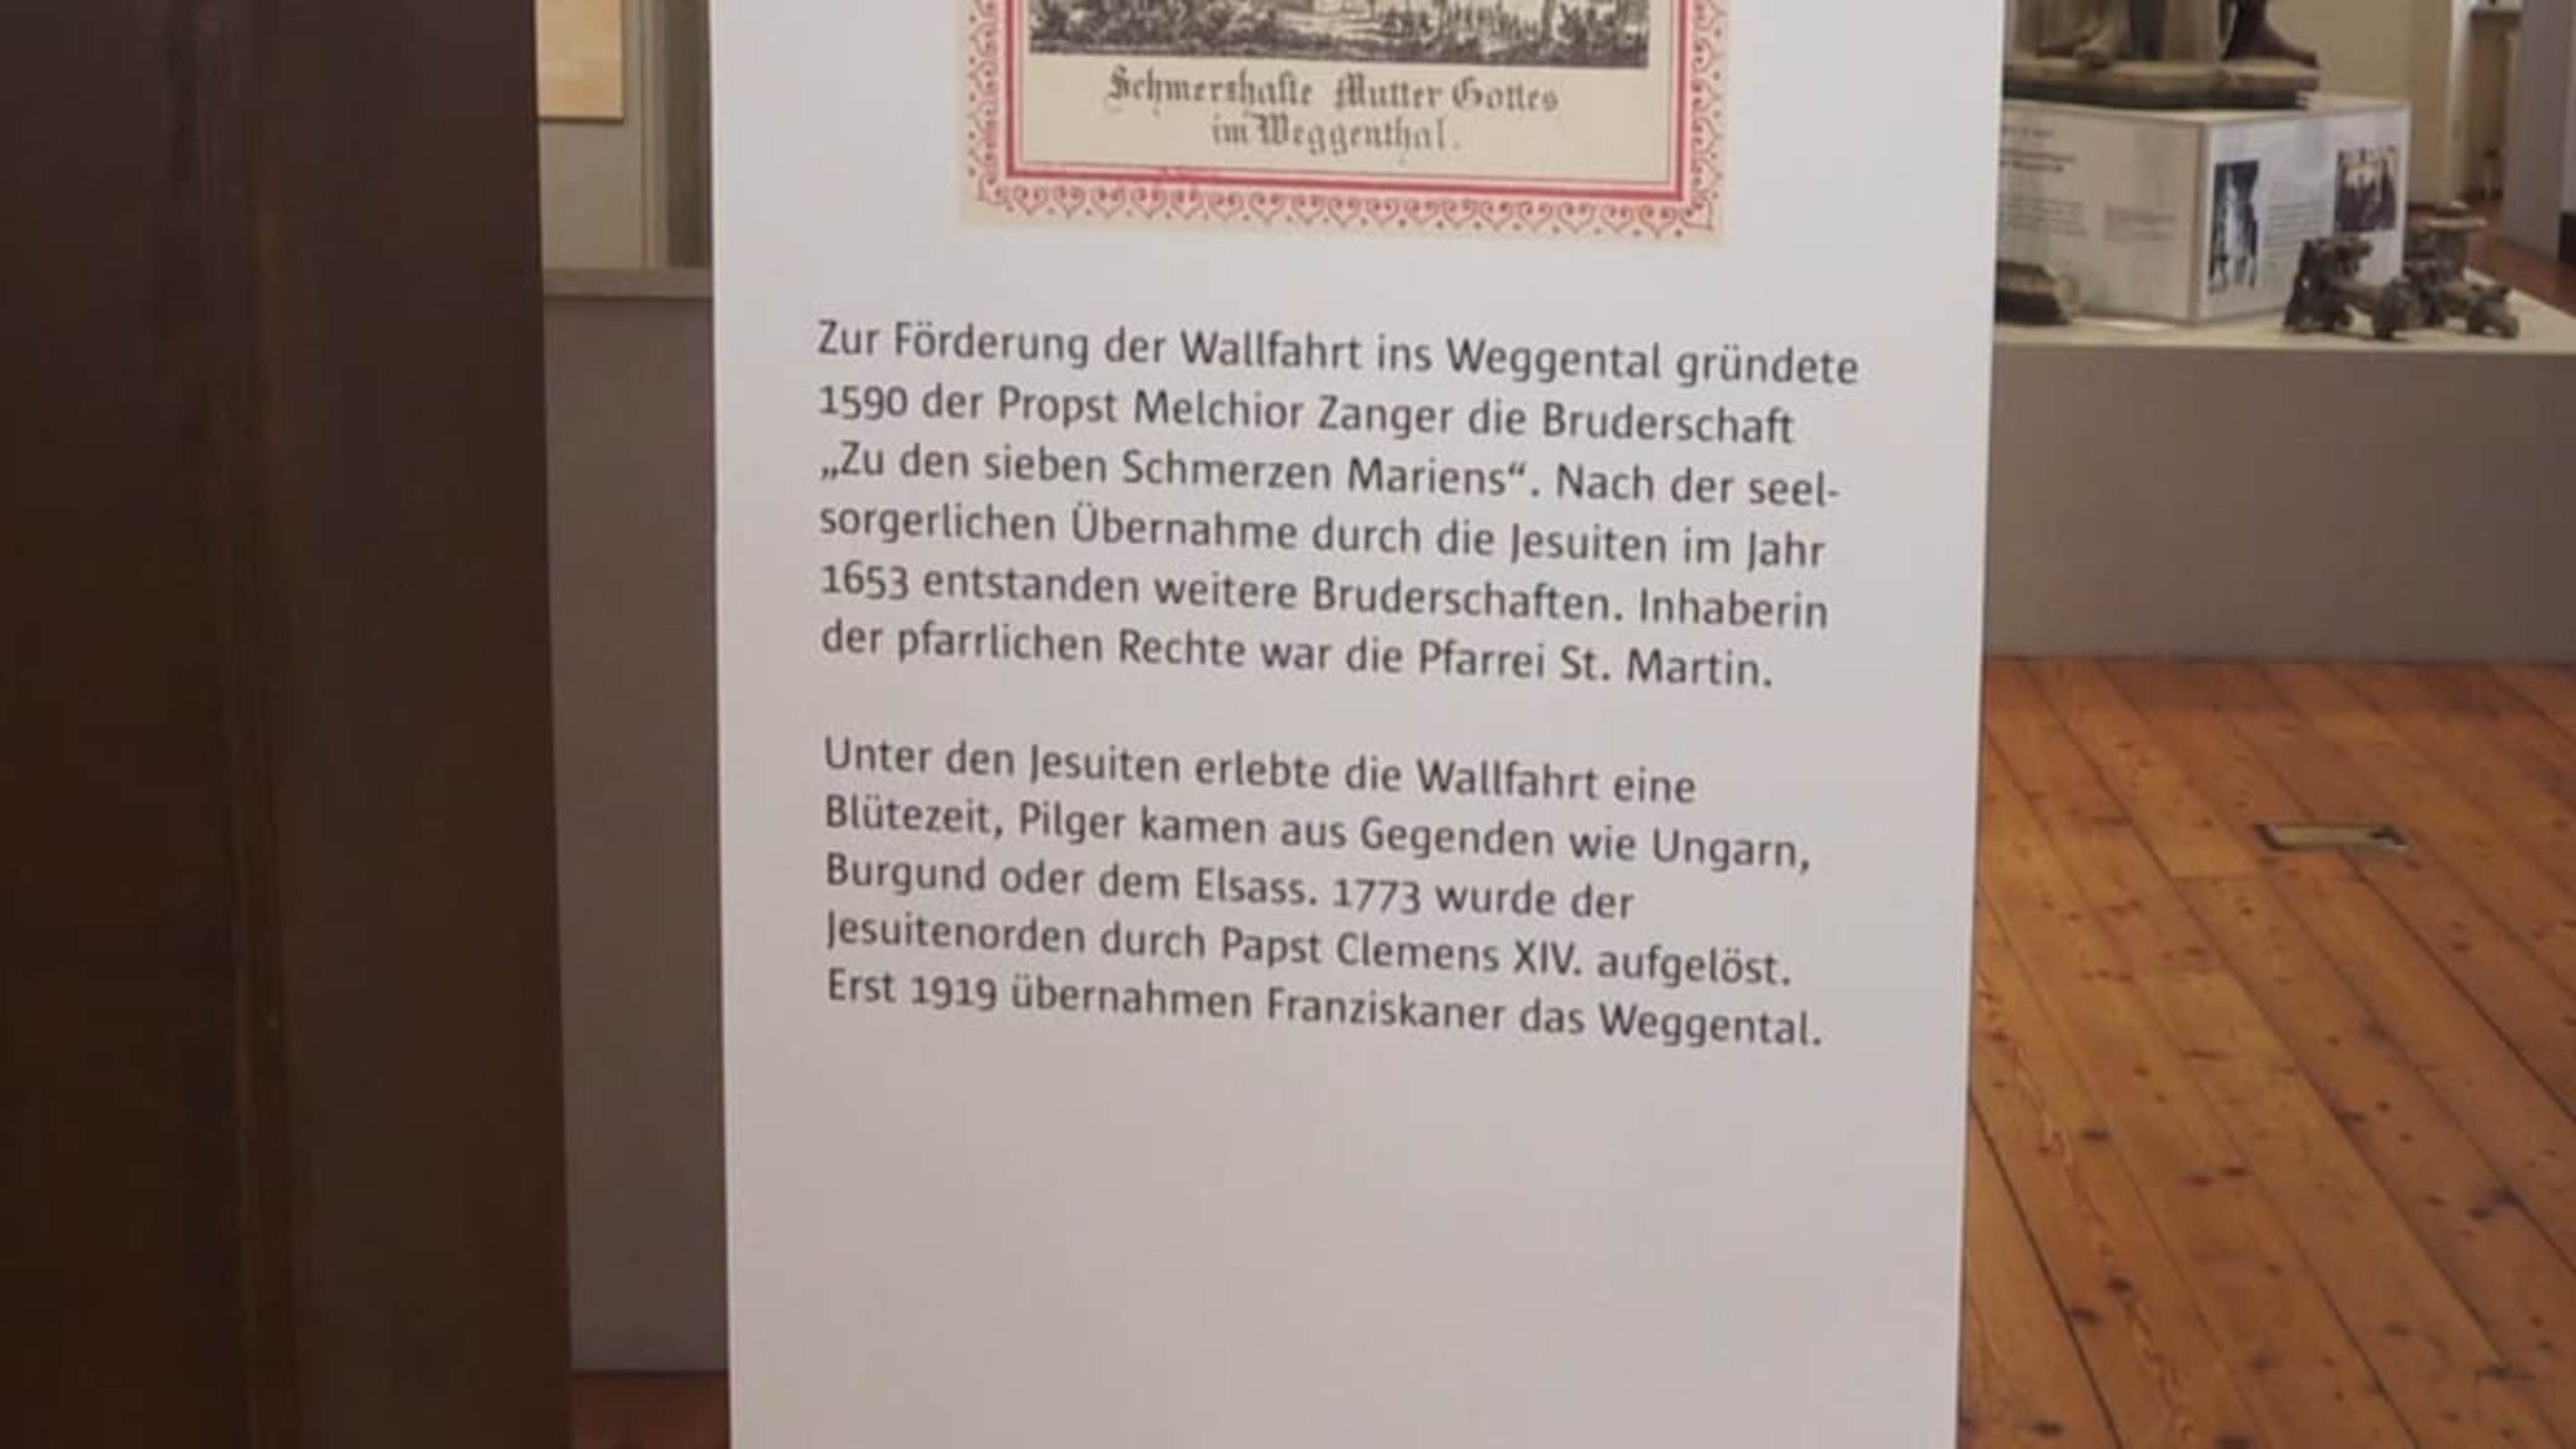 Schmerzhafte Mutter Gottes
im Weggenthal.
Zur Förderung der Wallfahrt ins Weggental gründete
1590 der Propst Melchior Zanger die Bruderschaft
„Zu den sieben Schmerzen Mariens“. Nach der seel-
sorgerlichen Übernahme durch die Jesuiten im Jahr
1653 entstanden weitere Bruderschaften. Inhaberin
der pfarrlichen Rechte war die Pfarrei St. Martin.
Unter den Jesuiten erlebte die Wallfahrt eine
Blütezeit, Pilger kamen aus Gegenden wie Ungarn,
Burgund oder dem Elsass. 1773 wurde der
Jesuitenorden durch Papst Clemens XIV. aufgelöst.
Erst 1919 übernahmen Franziskaner das Weggental.